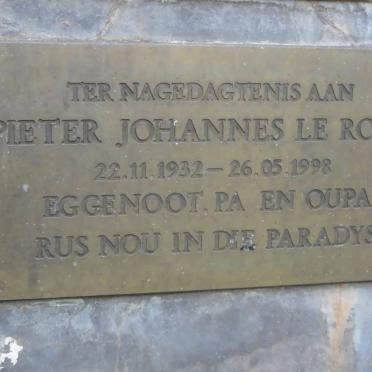 TER NAGEDAGTENIS AAN
PIETER JOHANNES LE
22.11.1932 – 26.05.1998
EGGENOOT, PA EN OUPA
RUS NOU IN DIE PARADYS